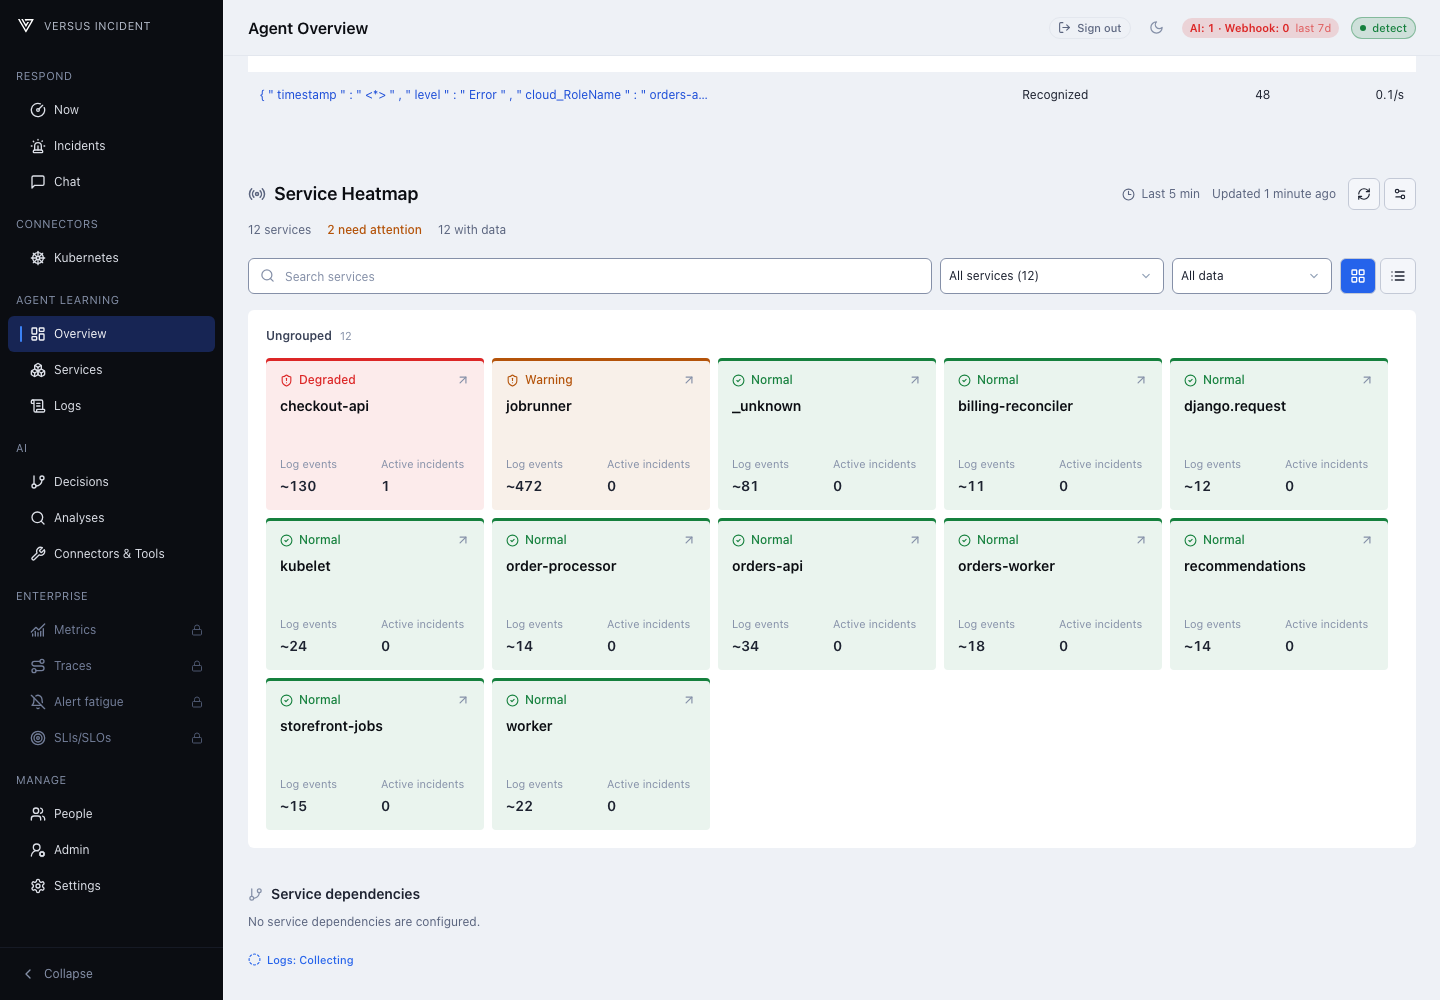 VERSUS INCIDENT
RESPOND
Now
Incidents
Chat
CONNECTORS
Kubernetes
AGENT LEARNING
Overview
Services
Logs
AI
Decisions
Analyses
Connectors & Tools
ENTERPRISE
Metrics
Traces
Alert fatigue
SLIs/SLOs
MANAGE
People
Admin
Settings
Collapse
Agent Overview
Sign out
AI: 1 · Webhook: 0 last 7d
detect
{ " timestamp " : " <*> " , " level " : " Error " , " cloud_RoleName " : " orders-a... Recognized 48 0.1/s
Service Heatmap
Last 5 min Updated 1 minute ago
12 services 2 need attention 12 with data
Search services
All services (12)
All data
Ungrouped 12
Degraded
checkout-api
Log events Active incidents
~130 1
Warning
jobrunner
Log events Active incidents
~472 0
Normal
_unknown
Log events Active incidents
~81 0
Normal
billing-reconciler
Log events Active incidents
~11 0
Normal
django.request
Log events Active incidents
~12 0
Normal
kubelet
Log events Active incidents
~24 0
Normal
order-processor
Log events Active incidents
~14 0
Normal
orders-api
Log events Active incidents
~34 0
Normal
orders-worker
Log events Active incidents
~18 0
Normal
recommendations
Log events Active incidents
~14 0
Normal
storefront-jobs
Log events Active incidents
~15 0
Normal
worker
Log events Active incidents
~22 0
Service dependencies
No service dependencies are configured.
Logs: Collecting